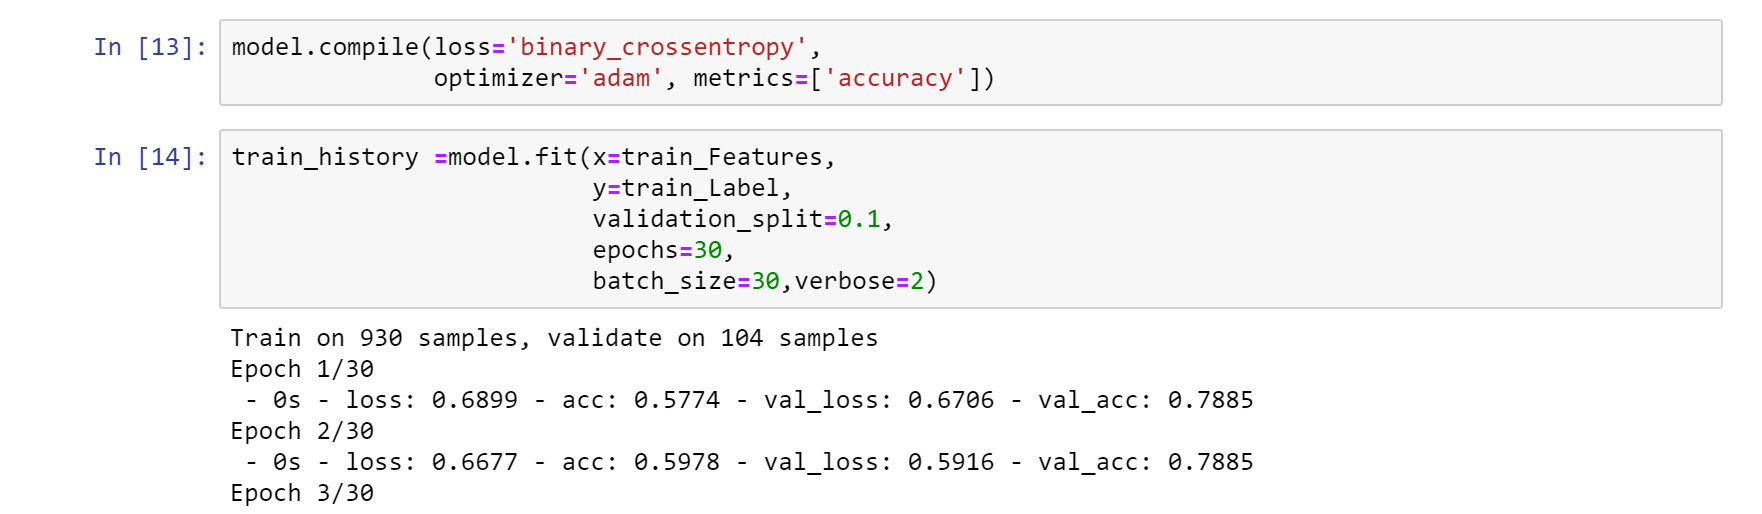 In [13]: model.compile(loss='binary_crossentropy',
optimizer='adam', metrics=['accuracy'])
In [14]: train_history =model.fit(x=train_Features,
y=train_Label,
validation_split=0.1,
epochs=30,
batch_size=30,verbose=2)
Train on 930 samples, validate on 104 samples
Epoch 1/30
- 0s - loss: 0.6899 - acc: 0.5774 - val_loss: 0.6706 - val_acc: 0.7885
Epoch 2/30
- 0s - loss: 0.6677 - acc: 0.5978 - val_loss: 0.5916 - val_acc: 0.7885
Epoch 3/30